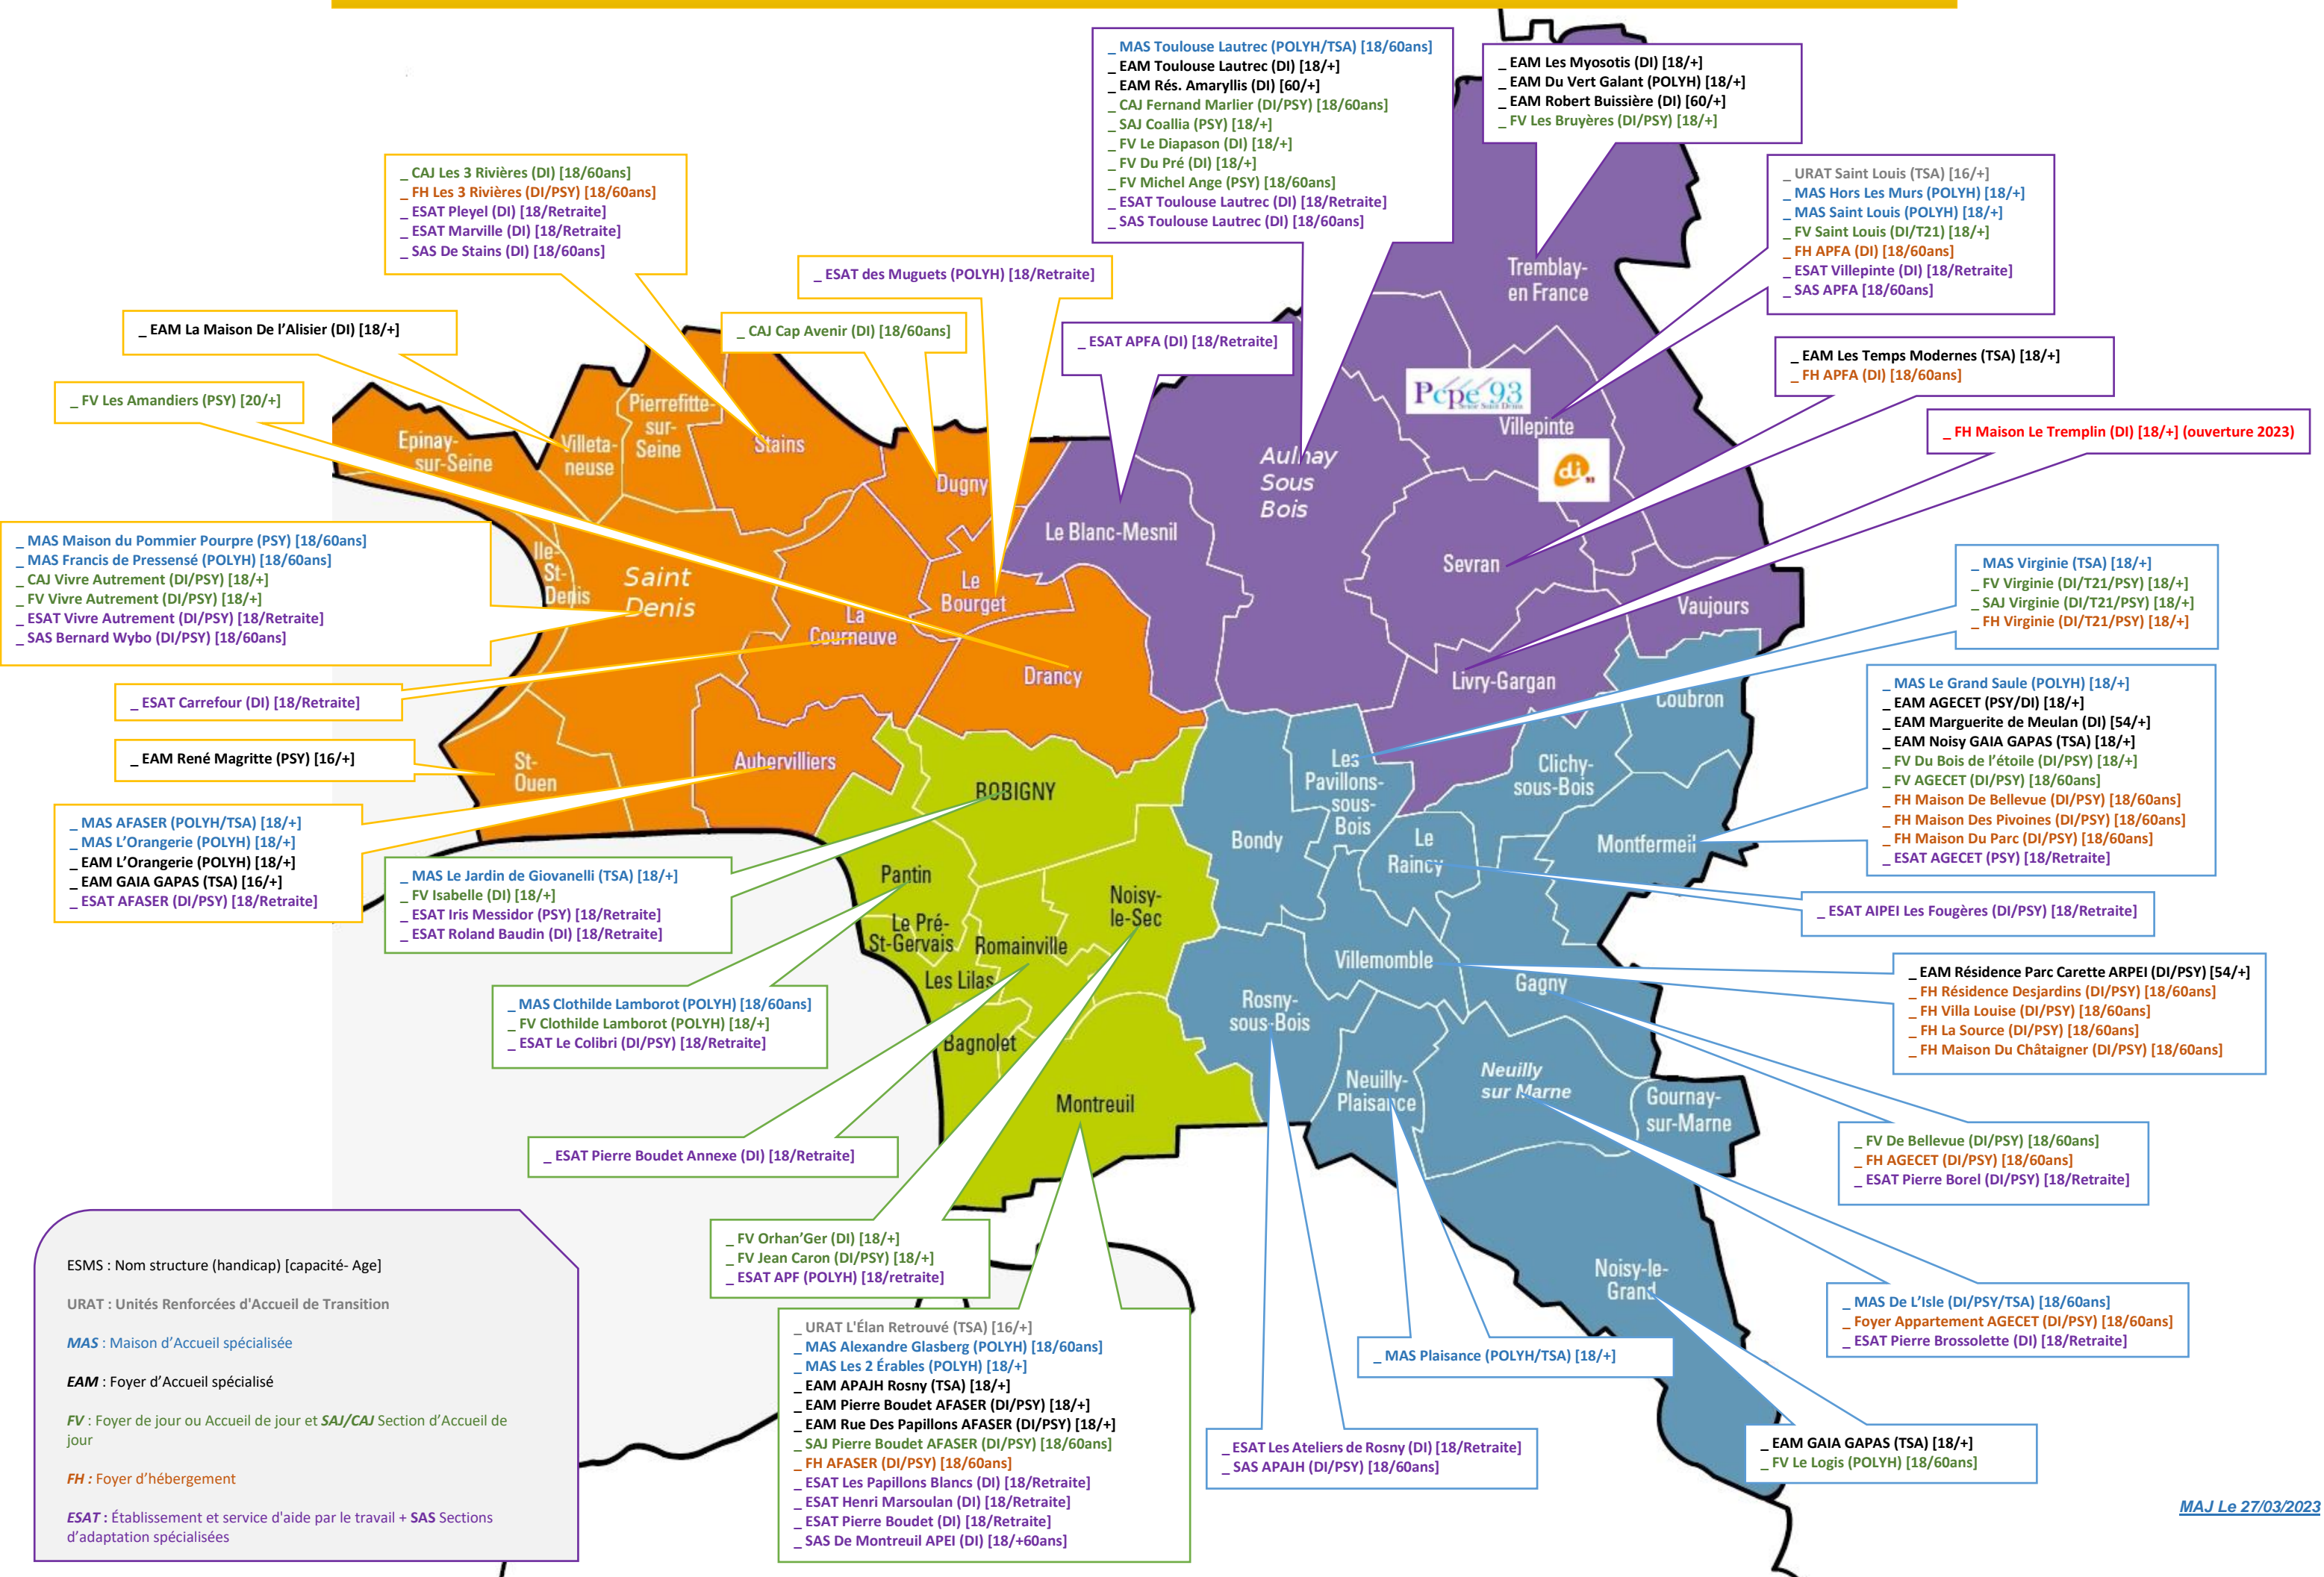 _ MAS Toulouse Lautrec (POLYH/TSA) [18/60ans]
_ EAM Toulouse Lautrec (DI) [18/+]
_ EAM Rés. Amaryllis (DI) [60/+]
_ CAJ Fernand Marlier (DI/PSY) [18/60ans]
_ SAJ Coallia (PSY) [18/+]
_ FV Le Diapason (DI) [18/+]
_ FV Du Pré (DI) [18/+]
_ FV Michel Ange (PSY) [18/60ans]
_ ESAT Toulouse Lautrec (DI) [18/Retraite]
_ SAS Toulouse Lautrec (DI) [18/60ans]
_ EAM Les Myosotis (DI) [18/+]
_ EAM Du Vert Galant (POLYH) [18/+]
_ EAM Robert Buissière (DI) [60/+]
_ FV Les Bruyères (DI/PSY) [18/+]
_ CAJ Les 3 Rivières (DI) [18/60ans]
_ FH Les 3 Rivières (DI/PSY) [18/60ans]
_ ESAT Pleyel (DI) [18/Retraite]
_ ESAT Marville (DI) [18/Retraite]
_ SAS De Stains (DI) [18/60ans]
_ URAT Saint Louis (TSA) [16/+]
_ MAS Hors Les Murs (POLYH) [18/+]
_ MAS Saint Louis (POLYH) [18/+]
_ FV Saint Louis (DI/T21) [18/+]
_ FH APFA (DI) [18/60ans]
_ ESAT Villepinte (DI) [18/Retraite]
_ SAS APFA [18/60ans]
_ ESAT des Muguets (POLYH) [18/Retraite]
_ EAM La Maison De l'Alisier (DI) [18/+]
_ CAJ Cap Avenir (DI) [18/60ans]
_ ESAT APFA (DI) [18/Retraite]
_ EAM Les Temps Modernes (TSA) [18/+]
_ FH APFA (DI) [18/60ans]
_ FV Les Amandiers (PSY) [20/+]
_ FH Maison Le Tremplin (DI) [18/+] (ouverture 2023)
Tremblay-
en France
Pcpe 93
Seine Saint Denis
Villepinte
di
93
Epinay-
sur-Seine
Villeta-
neuse
Pierrefitte-
sur-
Seine
Stains
Dugny
Le Blanc-Mesnil
Aulnay
Sous
Bois
Sevran
Vaujours
Ile-
St-
Denis
Saint
Denis
Le
Bourget
La
Courneuve
Drancy
Livry-Gargan
Coubron
_ MAS Maison du Pommier Pourpre (PSY) [18/60ans]
_ MAS Francis de Pressensé (POLYH) [18/60ans]
_ CAJ Vivre Autrement (DI/PSY) [18/+]
_ FV Vivre Autrement (DI/PSY) [18/+]
_ ESAT Vivre Autrement (DI/PSY) [18/Retraite]
_ SAS Bernard Wybo (DI/PSY) [18/60ans]
_ MAS Virginie (TSA) [18/+]
_ FV Virginie (DI/T21/PSY) [18/+]
_ SAJ Virginie (DI/T21/PSY) [18/+]
_ FH Virginie (DI/T21/PSY) [18/+]
_ ESAT Carrefour (DI) [18/Retraite]
_ EAM René Magritte (PSY) [16/+]
_ MAS Le Grand Saule (POLYH) [18/+]
_ EAM AGECET (PSY/DI) [18/+]
_ EAM Marguerite de Meulan (DI) [54/+]
_ EAM Noisy GAIA GAPAS (TSA) [18/+]
_ FV Du Bois de l'étoile (DI/PSY) [18/+]
_ FV AGECET (DI/PSY) [18/60ans]
_ FH Maison De Bellevue (DI/PSY) [18/60ans]
_ FH Maison Des Pivoines (DI/PSY) [18/60ans]
_ FH Maison Du Parc (DI/PSY) [18/60ans]
_ ESAT AGECET (PSY) [18/Retraite]
St-
Ouen
Aubervilliers
BOBIGNY
Les
Pavillons-
sous-
Bois
Clichy-
sous-Bois
Bondy
Le
Raincy
Montfermeil
_ MAS AFASER (POLYH/TSA) [18/+]
_ MAS L'Orangerie (POLYH) [18/+]
_ EAM L'Orangerie (POLYH) [18/+]
_ EAM GAIA GAPAS (TSA) [16/+]
_ ESAT AFASER (DI/PSY) [18/Retraite]
_ MAS Le Jardin de Giovanelli (TSA) [18/+]
_ FV Isabelle (DI) [18/+]
_ ESAT Iris Messidor (PSY) [18/Retraite]
_ ESAT Roland Baudin (DI) [18/Retraite]
Pantin
Noisy-
le-Sec
Le Pré-
St-Gervais
Romainville
Les Lilas
Villemomble
Gagny
Rosny-
sous-Bois
Bagnolet
Montreuil
Neuilly-
Plaisance
Neuilly
sur Marne
Gournay-
sur-Marne
Noisy-le-
Grand
_ ESAT AIPEI Les Fougères (DI/PSY) [18/Retraite]
_ EAM Résidence Parc Carette ARPEI (DI/PSY) [54/+]
_ FH Résidence Desjardins (DI/PSY) [18/60ans]
_ FH Villa Louise (DI/PSY) [18/60ans]
_ FH La Source (DI/PSY) [18/60ans]
_ FH Maison Du Châtaigner (DI/PSY) [18/60ans]
_ MAS Clothilde Lamborot (POLYH) [18/60ans]
_ FV Clothilde Lamborot (POLYH) [18/+]
_ ESAT Le Colibri (DI/PSY) [18/Retraite]
_ ESAT Pierre Boudet Annexe (DI) [18/Retraite]
_ FV De Bellevue (DI/PSY) [18/60ans]
_ FH AGECET (DI/PSY) [18/60ans]
_ ESAT Pierre Borel (DI/PSY) [18/Retraite]
_ FV Orhan'Ger (DI) [18/+]
_ FV Jean Caron (DI/PSY) [18/+]
_ ESAT APF (POLYH) [18/retraite]
_ MAS De L'Isle (DI/PSY/TSA) [18/60ans]
_ Foyer Appartement AGECET (DI/PSY) [18/60ans]
_ ESAT Pierre Brossolette (DI) [18/Retraite]
_ URAT L'Élan Retrouvé (TSA) [16/+]
_ MAS Alexandre Glasberg (POLYH) [18/60ans]
_ MAS Les 2 Érables (POLYH) [18/+]
_ EAM APAJH Rosny (TSA) [18/+]
_ EAM Pierre Boudet AFASER (DI/PSY) [18/+]
_ EAM Rue Des Papillons AFASER (DI/PSY) [18/+]
_ SAJ Pierre Boudet AFASER (DI/PSY) [18/60ans]
_ FH AFASER (DI/PSY) [18/60ans]
_ ESAT Les Papillons Blancs (DI) [18/Retraite]
_ ESAT Henri Marsoulan (DI) [18/Retraite]
_ ESAT Pierre Boudet (DI) [18/Retraite]
_ SAS De Montreuil APEI (DI) [18/+60ans]
_ MAS Plaisance (POLYH/TSA) [18/+]
_ ESAT Les Ateliers de Rosny (DI) [18/Retraite]
_ SAS APAJH (DI/PSY) [18/60ans]
_ EAM GAIA GAPAS (TSA) [18/+]
_ FV Le Logis (POLYH) [18/60ans]
ESMS : Nom structure (handicap) [capacité- Age]
URAT : Unités Renforcées d'Accueil de Transition
MAS : Maison d'Accueil spécialisée
EAM : Foyer d'Accueil spécialisé
FV : Foyer de jour ou Accueil de jour et SAJ/CAJ Section d'Accueil de
jour
FH : Foyer d'hébergement
ESAT : Établissement et service d'aide par le travail + SAS Sections
d'adaptation spécialisées
MAJ Le 27/03/2023